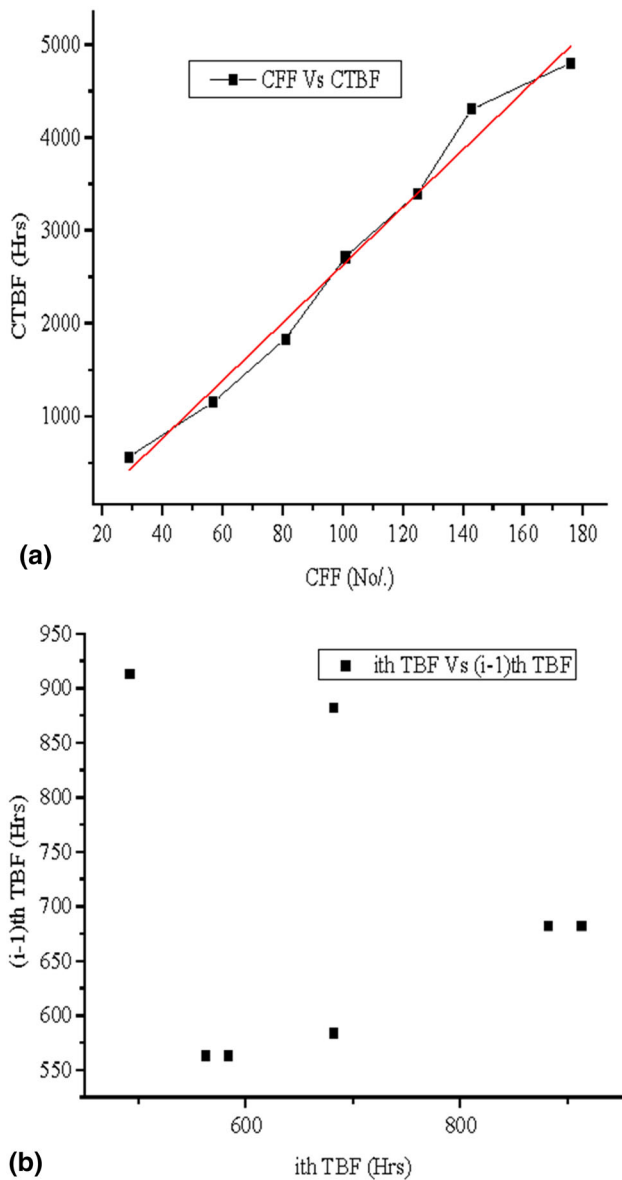 5000
CFF Vs CTBF
4000
3000
2000
1000
CTBF (Hrs)
20 40 60 80 100 120 140 160 180
(a)
CFF (No/.)
950
ith TBF Vs (i-1)th TBF
900
850
800
750
700
650
600
550
(i-1)th TBF (Hrs)
600 800
(b)
ith TBF (Hrs)